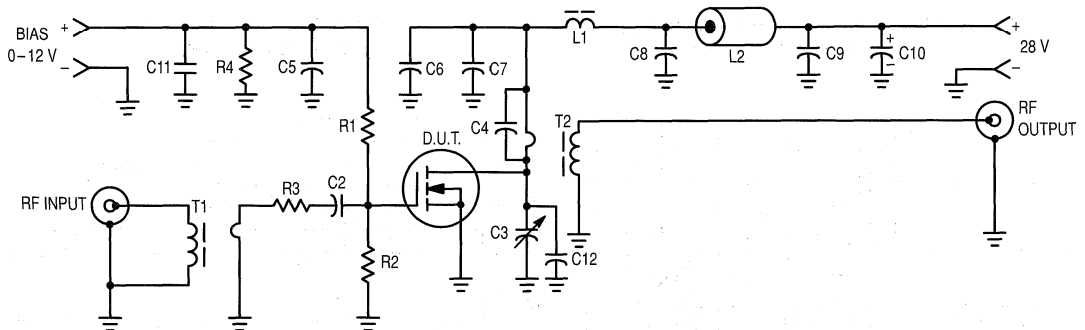 BIAS +
0–12 V
–
C11
R4
C5
C6
C7
L1
C8
L2
C9
+
–
C10
+
28 V
–
R1
C4
T2
RF
OUTPUT
D.U.T.
RF INPUT
T1
R3
C2
R2
C3
C12